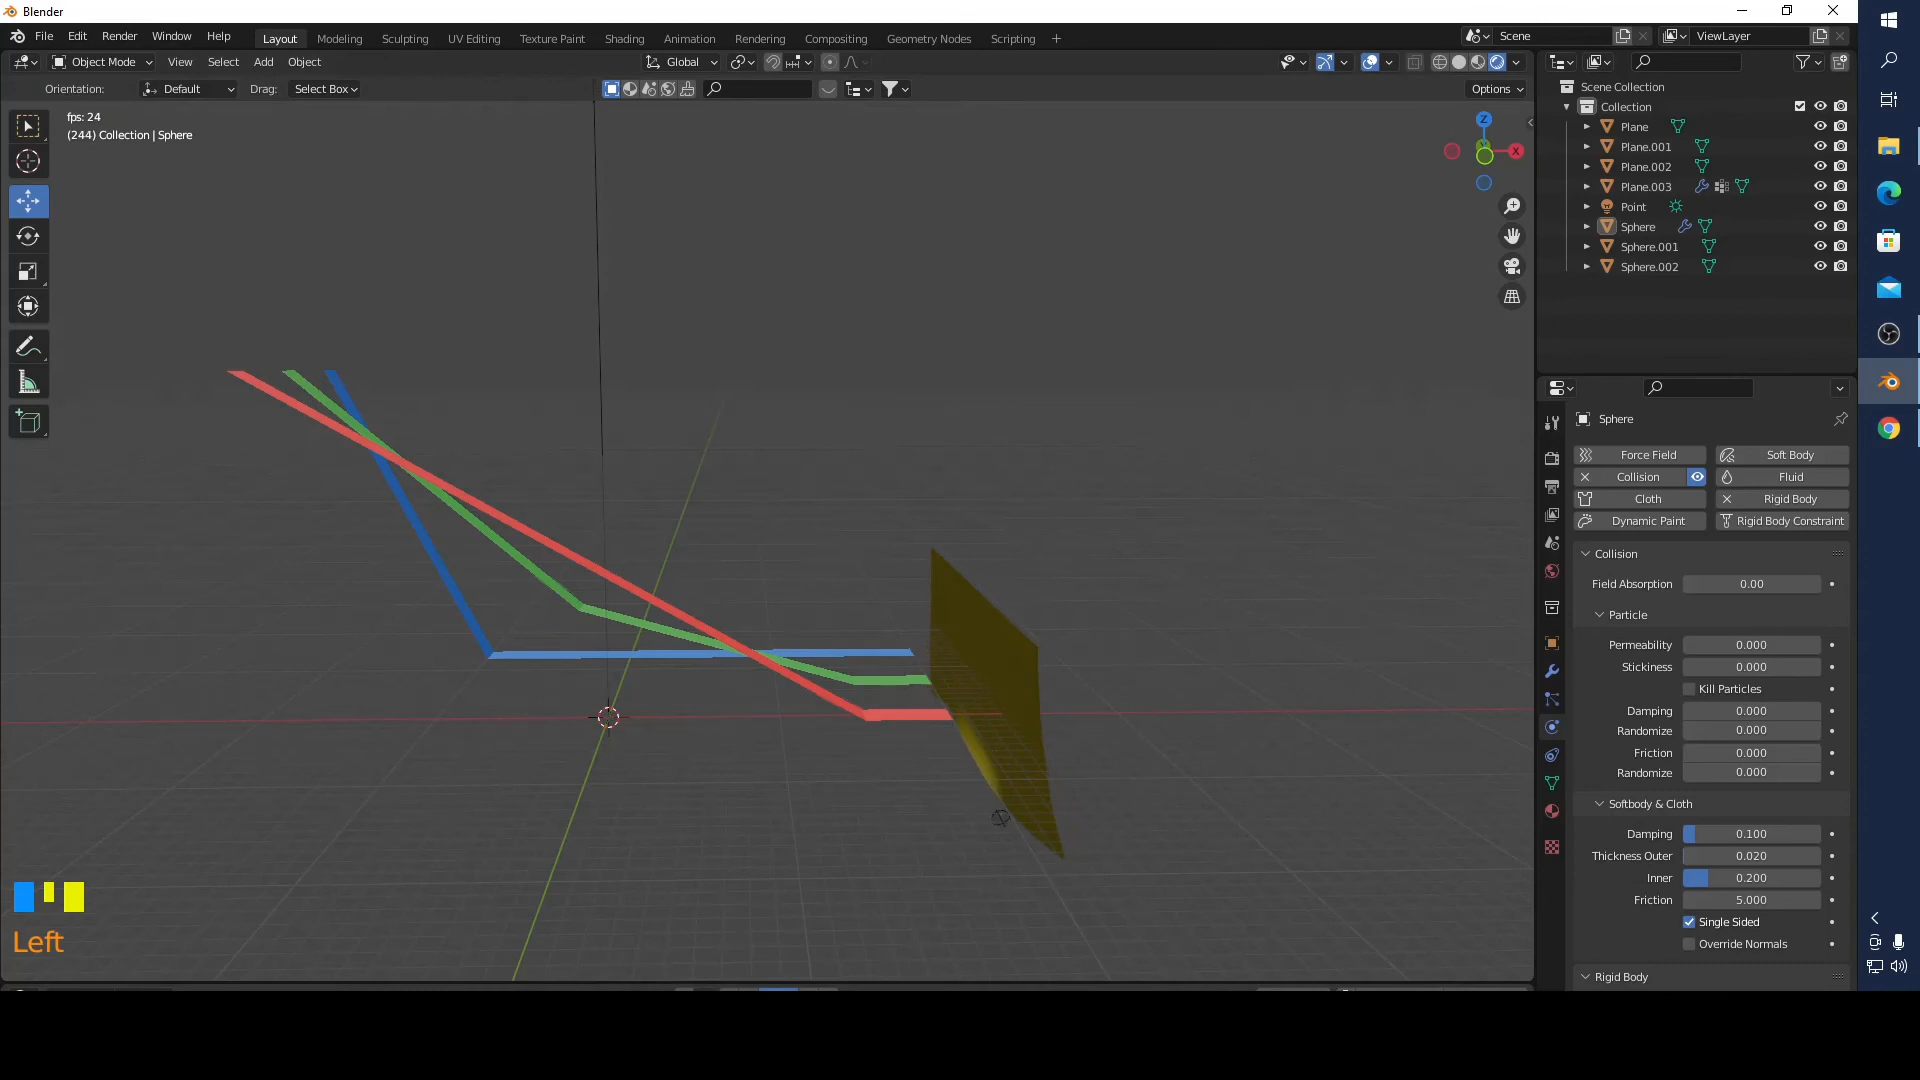 Blender
File Edit Render Window Help Layout Modeling Sculpting UV Editing Texture Paint Shading Animation Rendering Compositing Geometry Nodes Scripting + Scene ViewLayer
Object Mode View Select Add Object Global
Orientation: Default Drag: Select Box Options
fps: 24
(244) Collection | Sphere
Z
X
Left
Scene Collection
Collection
Plane
Plane.001
Plane.002
Plane.003
Point
Sphere
Sphere.001
Sphere.002
Sphere
Force Field Soft Body
Collision Fluid
Cloth Rigid Body
Dynamic Paint Rigid Body Constraint
Collision
Field Absorption 0.00
Particle
Permeability 0.000
Stickiness 0.000
Kill Particles
Damping 0.000
Randomize 0.000
Friction 0.000
Randomize 0.000
Softbody & Cloth
Damping 0.100
Thickness Outer 0.020
Inner 0.200
Friction 5.000
Single Sided
Override Normals
Rigid Body